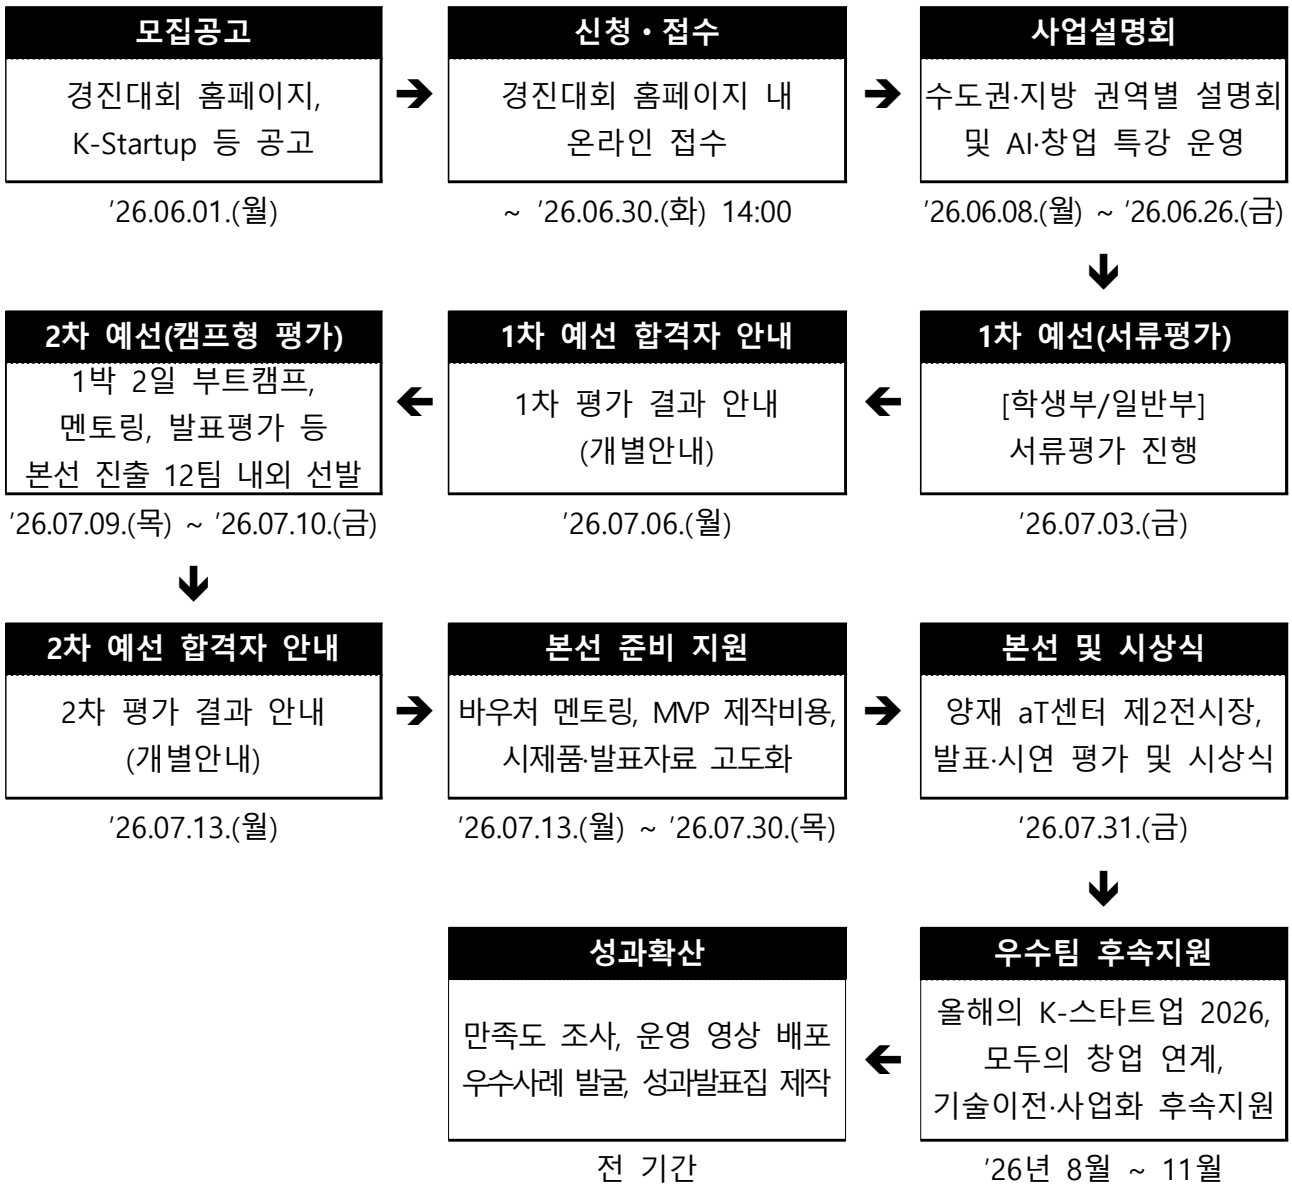 모집공고
경진대회 홈페이지,
K-Startup 등 공고
'26.06.01.(월)
신청・접수
경진대회 홈페이지 내
온라인 접수
~ '26.06.30.(화) 14:00
사업설명회
수도권·지방 권역별 설명회
및 AI·창업 특강 운영
'26.06.08.(월) ~ '26.06.26.(금)
1차 예선(서류평가)
[학생부/일반부]
서류평가 진행
'26.07.03.(금)
1차 예선 합격자 안내
1차 평가 결과 안내
(개별안내)
'26.07.06.(월)
2차 예선(캠프형 평가)
1박 2일 부트캠프,
멘토링, 발표평가 등
본선 진출 12팀 내외 선발
'26.07.09.(목) ~ '26.07.10.(금)
2차 예선 합격자 안내
2차 평가 결과 안내
(개별안내)
'26.07.13.(월)
본선 준비 지원
바우처 멘토링, MVP 제작비용,
시제품·발표자료 고도화
'26.07.13.(월) ~ '26.07.30.(목)
본선 및 시상식
양재 aT센터 제2전시장,
발표·시연 평가 및 시상식
'26.07.31.(금)
우수팀 후속지원
올해의 K-스타트업 2026,
모두의 창업 연계,
기술이전·사업화 후속지원
'26년 8월 ~ 11월
성과확산
만족도 조사, 운영 영상 배포
우수사례 발굴, 성과발표집 제작
전 기간